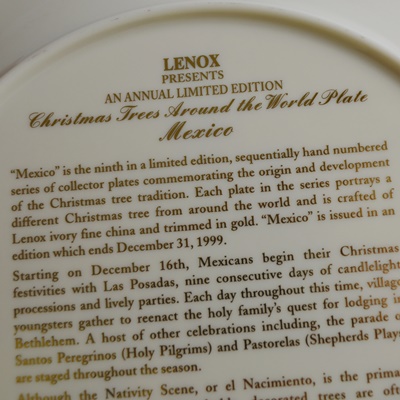 LENOX
PRESENTS
AN ANNUAL LIMITED EDITION
Christmas Trees Around the World Plate
Mexico
"Mexico" is the ninth in a limited edition, sequentially hand numbered
series of collector plates commemorating the origin and development
of the Christmas tree tradition. Each plate in the series portrays a
different Christmas tree from around the world and is crafted of
Lenox ivory fine china and trimmed in gold. "Mexico" is issued in an
edition which ends December 31, 1999.
Starting on December 16th, Mexicans begin their Christmas
festivities with Las Posadas, nine consecutive days of candlelight
processions and lively parties. Each day throughout this time, village
youngsters gather to reenact the holy family's quest for lodging in
Bethlehem. A host of other celebrations including, the parade of
Santos Peregrinos (Holy Pilgrims) and Pastorelas (Shepherds Play
are staged throughout the season.
Although the Nativity Scene, or el Nacimiento, is the prima
decorated trees are oft